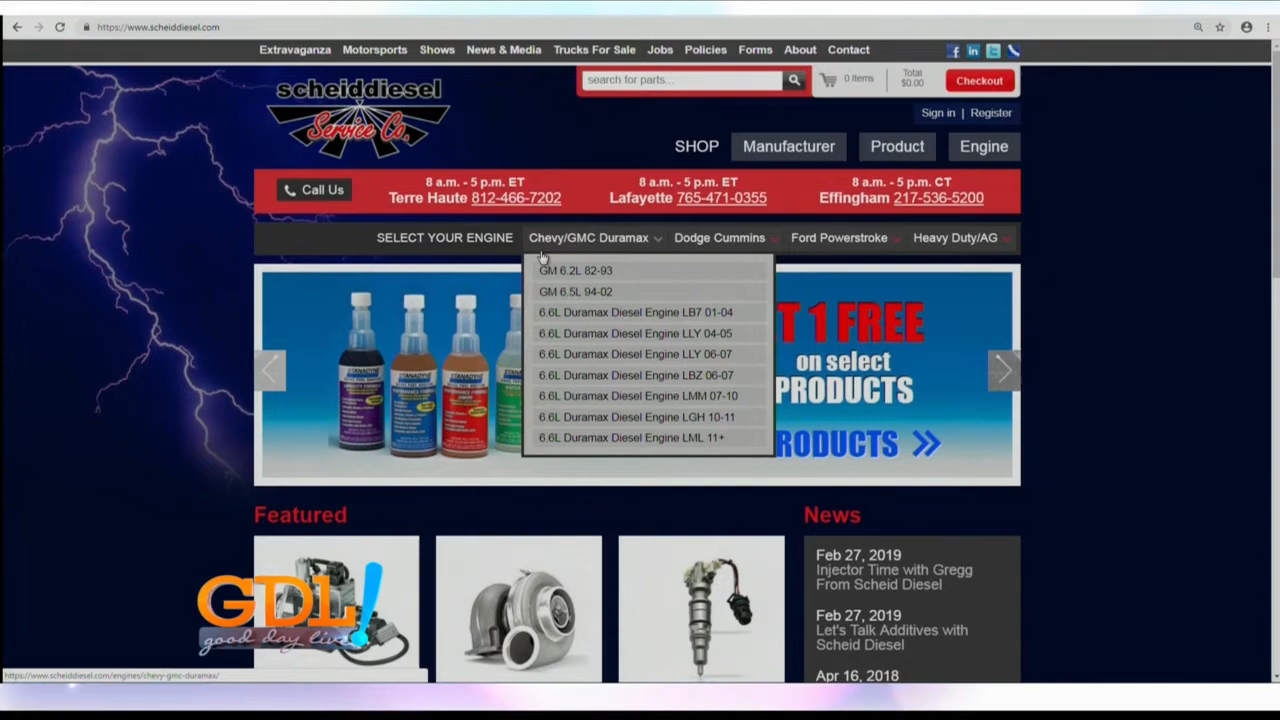 https://www.scheiddiesel.com
Extravaganza Motorsports Shows News & Media Trucks For Sale Jobs Policies Forms About Contact
scheiddiesel
Service Co.
search for parts...
0 Items
Total
$0.00
Checkout
Sign in | Register
SHOP Manufacturer Product Engine
Call Us
8 a.m. - 5 p.m. ET
Terre Haute 812-466-7202
8 a.m. - 5 p.m. ET
Lafayette 765-471-0355
8 a.m. - 5 p.m. CT
Effingham 217-536-5200
SELECT YOUR ENGINE Chevy/GMC Duramax Dodge Cummins Ford Powerstroke Heavy Duty/AG
GM 6.2L 82-93
GM 6.5L 94-02
6.6L Duramax Diesel Engine LB7 01-04
6.6L Duramax Diesel Engine LLY 04-05
6.6L Duramax Diesel Engine LLY 06-07
6.6L Duramax Diesel Engine LBZ 06-07
6.6L Duramax Diesel Engine LMM 07-10
6.6L Duramax Diesel Engine LGH 10-11
6.6L Duramax Diesel Engine LML 11+
STANADYNE
STANADYNE
STANADYNE
T 1 FREE
on select
PRODUCTS
RODUCTS
Featured
News
Feb 27, 2019
Injector Time with Gregg
From Scheid Diesel
Feb 27, 2019
Let's Talk Additives with
Scheid Diesel
Apr 16, 2018
GDL!
good day live
https://www.scheiddiesel.com/engines/chevy-gmc-duramax/